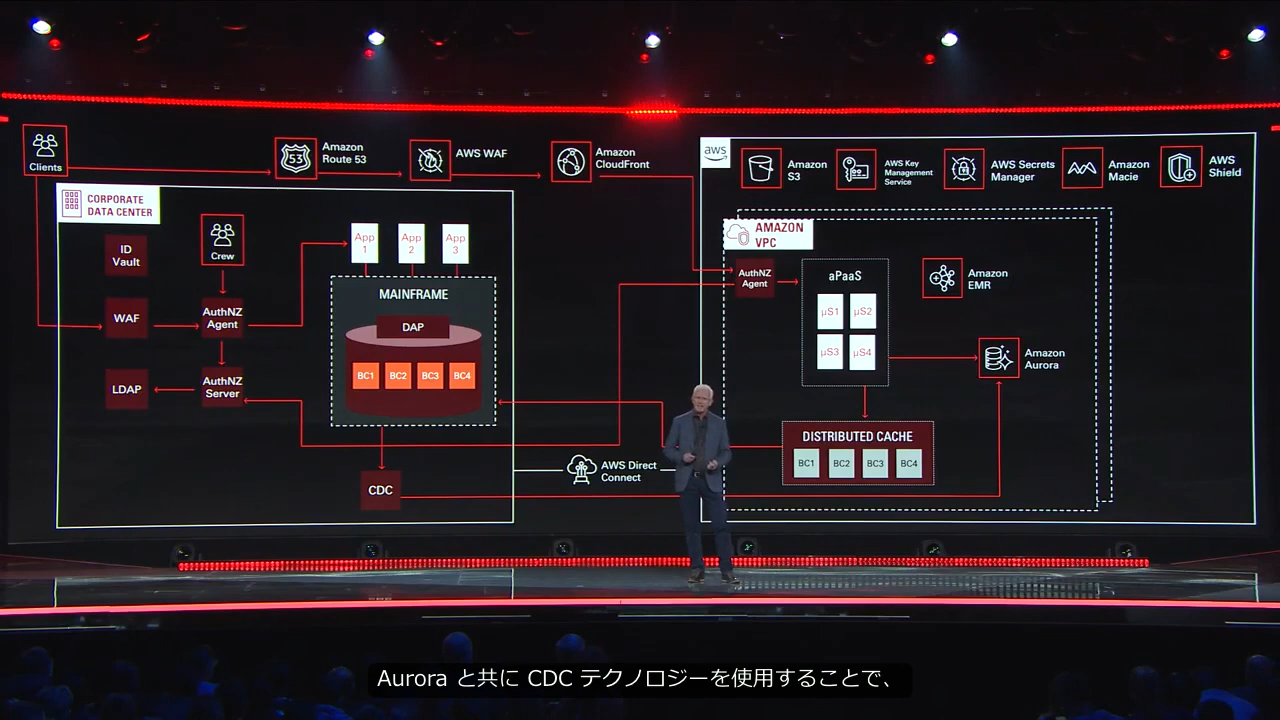 Clients
Amazon
Route 53
53
AWS WAF
Amazon
CloudFront
aws
Amazon
S3
AWS Key
Management
Service
AWS Secrets
Manager
Amazon
Macie
AWS
Shield
CORPORATE
DATA CENTER
ID
Vault
Crew
App
1
App
2
App
3
WAF
AuthNZ
Agent
MAINFRAME
DAP
BC1
BC2
BC3
BC4
LDAP
AuthNZ
Server
CDC
AWS Direct
Connect
AMAZON
VPC
AuthNZ
Agent
aPaaS
µS1
µS2
µS3
µS4
Amazon
EMR
Amazon
Aurora
DISTRIBUTED CACHE
BC1
BC2
BC3
BC4
Aurora と共に CDC テクノロジーを使用することで、